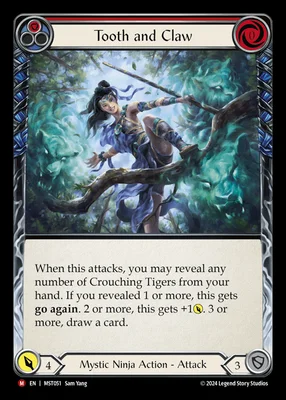 Tooth and Claw
When this attacks, you may reveal any
number of Crouching Tigers from your
hand. If you revealed 1 or more, this gets
go again. 2 or more, this gets +1. 3 or
more, draw a card.
4 Mystic Ninja Action - Attack 3
M EN | MST051 Sam Yang © 2024 Legend Story Studios